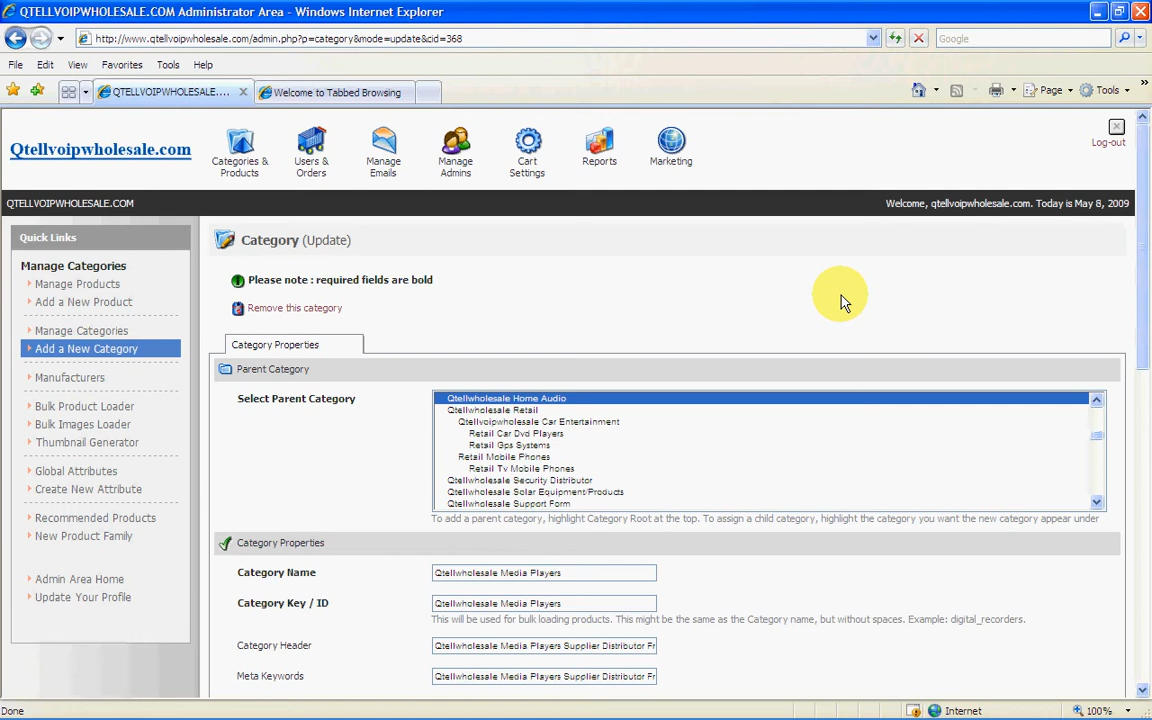 QTELLVOIPWHOLESALE.COM Administrator Area - Windows Internet Explorer
http://www.qtellvoipwholesale.com/admin.php?p=category&mode=update&cid=368
Google
File Edit View Favorites Tools Help
QTELLVOIPWHOLESALE.... Welcome to Tabbed Browsing Page Tools
Qtellvoipwholesale.com
Categories & Products
Users & Orders
Manage Emails
Manage Admins
Cart Settings
Reports
Marketing
Log-out
QTELLVOIPWHOLESALE.COM
Welcome, qtellvoipwholesale.com. Today is May 8, 2009
Quick Links
Manage Categories
Manage Products
Add a New Product
Manage Categories
Add a New Category
Manufacturers
Bulk Product Loader
Bulk Images Loader
Thumbnail Generator
Global Attributes
Create New Attribute
Recommended Products
New Product Family
Admin Area Home
Update Your Profile
Category (Update)
Please note : required fields are bold
Remove this category
Category Properties
Parent Category
Select Parent Category
Qtellwholesale Home Audio
Qtellwholesale Retail
Qtellvoipwholesale Car Entertainment
Retail Car Dvd Players
Retail Gps Systems
Retail Mobile Phones
Retail Tv Mobile Phones
Qtellwholesale Security Distributor
Qtellwholesale Solar Equipment/Products
Qtellwholesale Support Form
To add a parent category, highlight Category Root at the top. To assign a child category, highlight the category you want the new category appear under
Category Properties
Category Name Qtellwholesale Media Players
Category Key / ID Qtellwholesale Media Players
This will be used for bulk loading products. This might be the same as the Category name, but without spaces. Example: digital_recorders.
Category Header Qtellwholesale Media Players Supplier Distributor Fr
Meta Keywords Qtellwholesale Media Players Supplier Distributor Fr
Done
Internet
100%